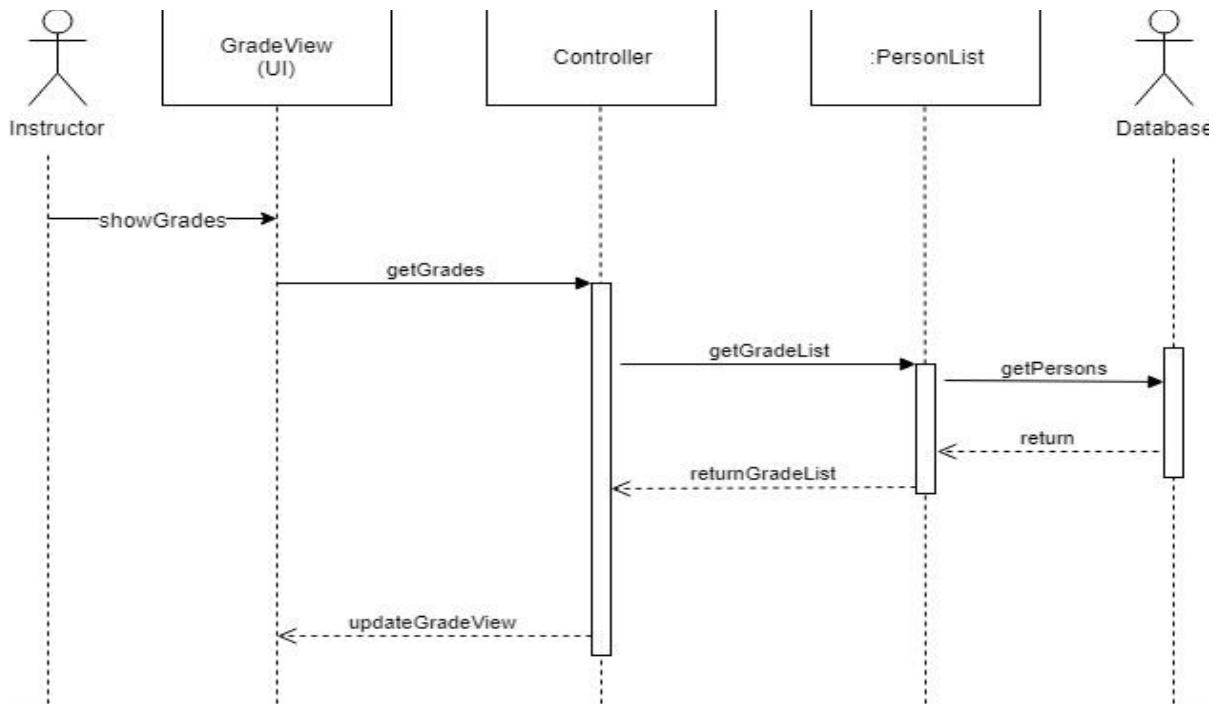 GradeView
(UI)
Controller
:PersonList
Instructor
Database
showGrades
getGrades
getGradeList
getPersons
return
returnGradeList
updateGradeView